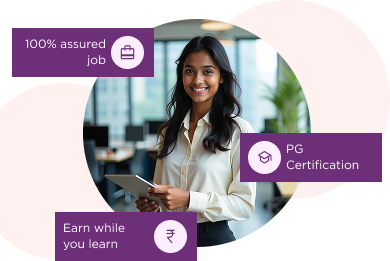 100% assured
job
PG
Certification
Earn while
you learn
₹